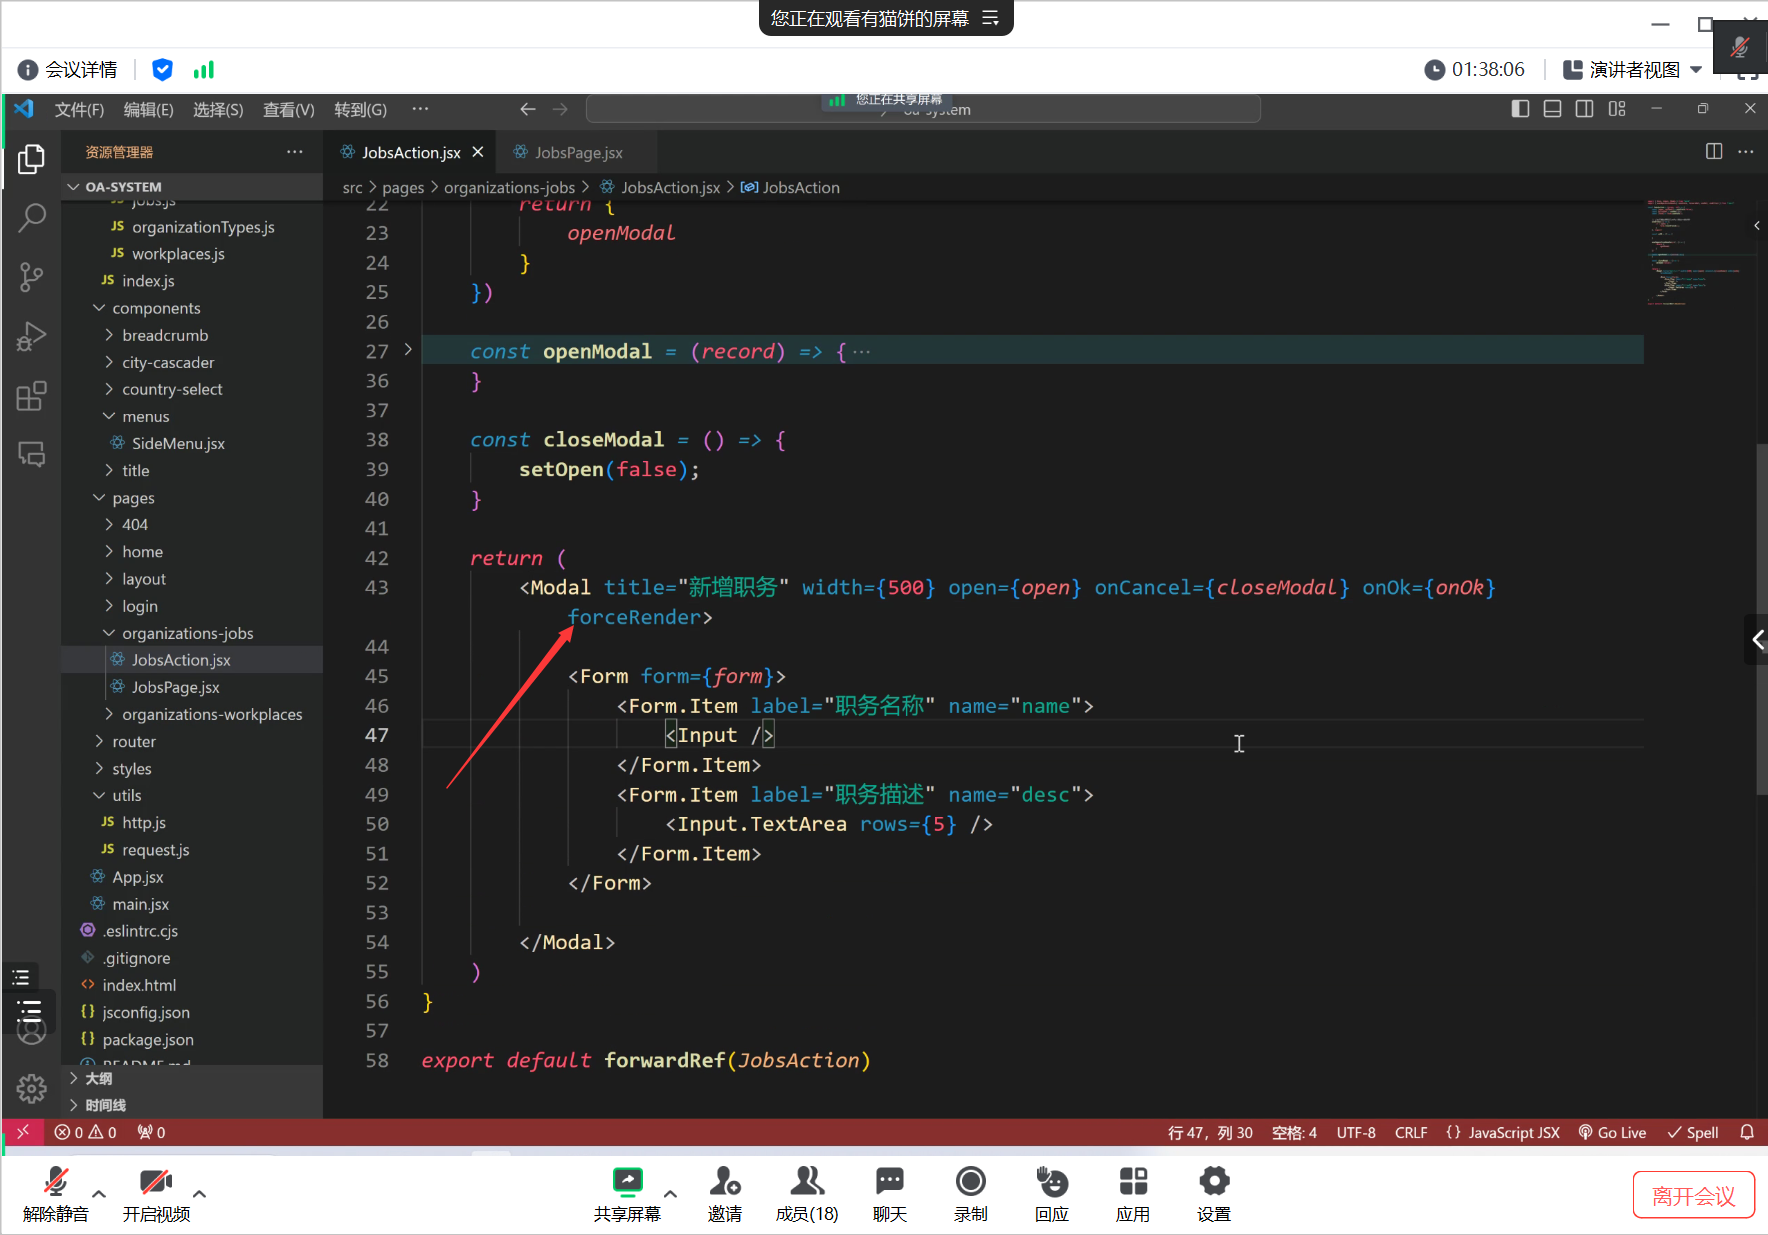 您正在观看有猫饼的屏幕
会议详情
01:38:06
演讲者视图
文件(F) 编辑(E) 选择(S) 查看(V) 转到(G) ···
您正在共享屏幕
oa-system
资源管理器 ···
JobsAction.jsx
JobsPage.jsx
···
OA-SYSTEM
src > pages > organizations-jobs > JobsAction.jsx > JobsAction
jobs.js
JS organizationTypes.js
JS workplaces.js
JS index.js
components
breadcrumb
city-cascader
country-select
menus
SideMenu.jsx
title
pages
404
home
layout
login
organizations-jobs
JobsAction.jsx
JobsPage.jsx
organizations-workplaces
router
styles
utils
JS http.js
JS request.js
App.jsx
main.jsx
.eslintrc.cjs
.gitignore
<> index.html
{} jsconfig.json
{} package.json
README.md
大纲
时间线
22 return {
23 openModal
24 }
25 })
26
27 const openModal = (record) => { ···
36 }
37
38 const closeModal = () => {
39 setOpen(false);
40 }
41
42 return (
43 <Modal title="新增职务" width={500} open={open} onCancel={closeModal} onOk={onOk}
forceRender>
44
45 <Form form={form}>
46 <Form.Item label="职务名称" name="name">
47 <Input />
48 </Form.Item>
49 <Form.Item label="职务描述" name="desc">
50 <Input.TextArea rows={5} />
51 </Form.Item>
52 </Form>
53
54 </Modal>
55 )
56 }
57
58 export default forwardRef(JobsAction)
0 0 0
行 47，列 30 空格: 4 UTF-8 CRLF {} JavaScript JSX Go Live Spell
解除静音
开启视频
共享屏幕
邀请
成员(18)
聊天
录制
回应
应用
设置
离开会议